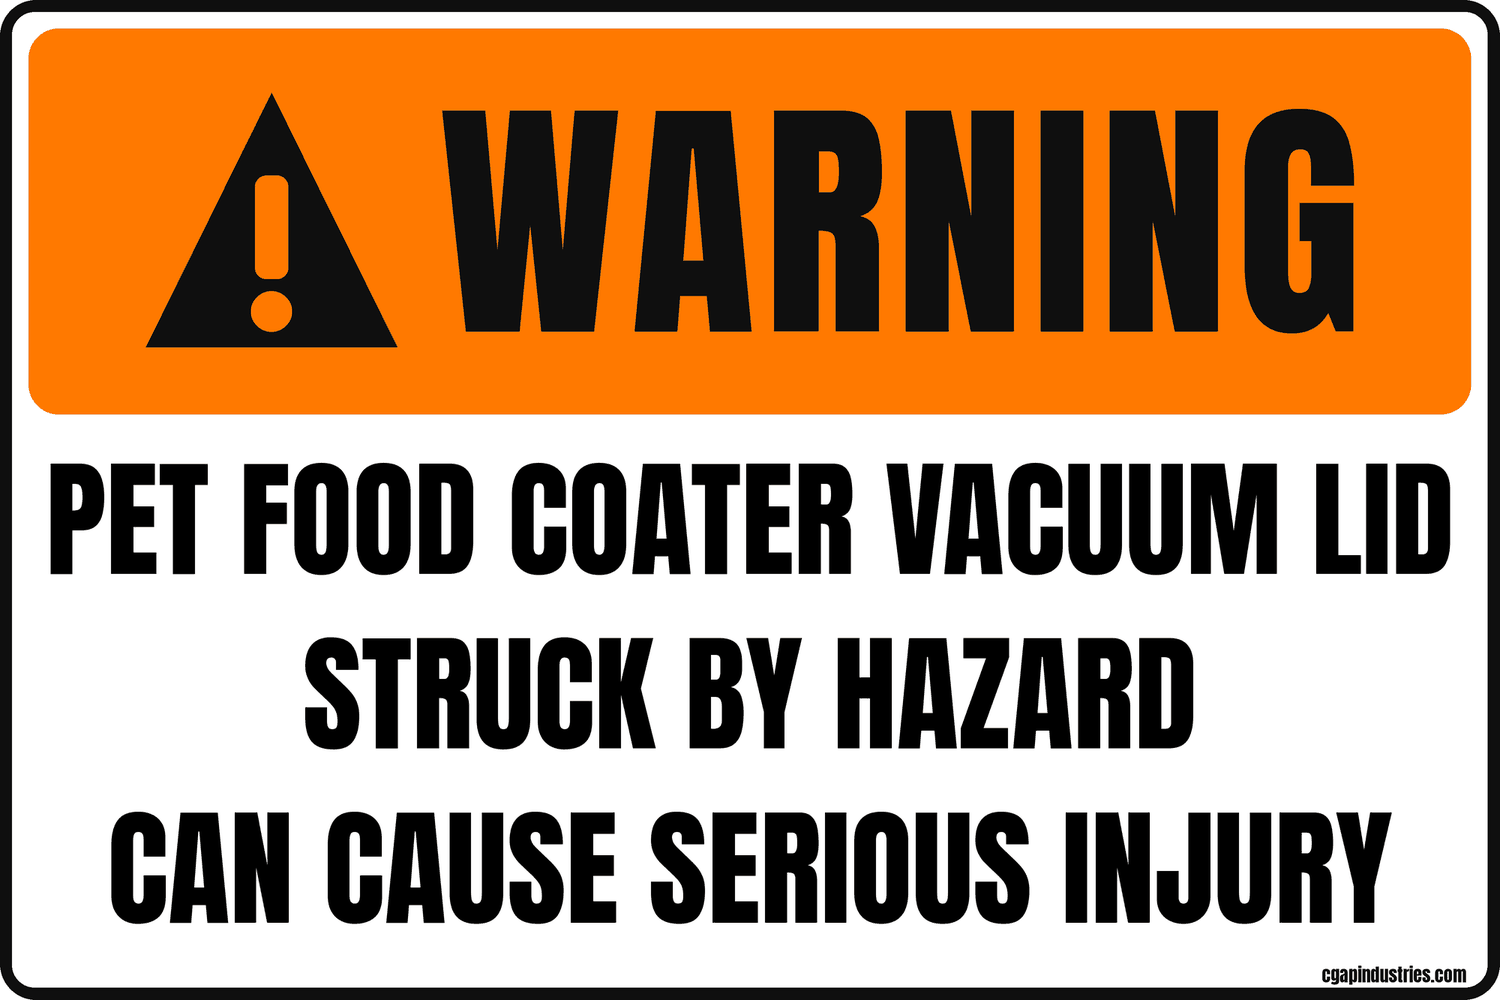 WARNING
PET FOOD COATER VACUUM LID
STRUCK BY HAZARD
CAN CAUSE SERIOUS INJURY
cgapindustries.com